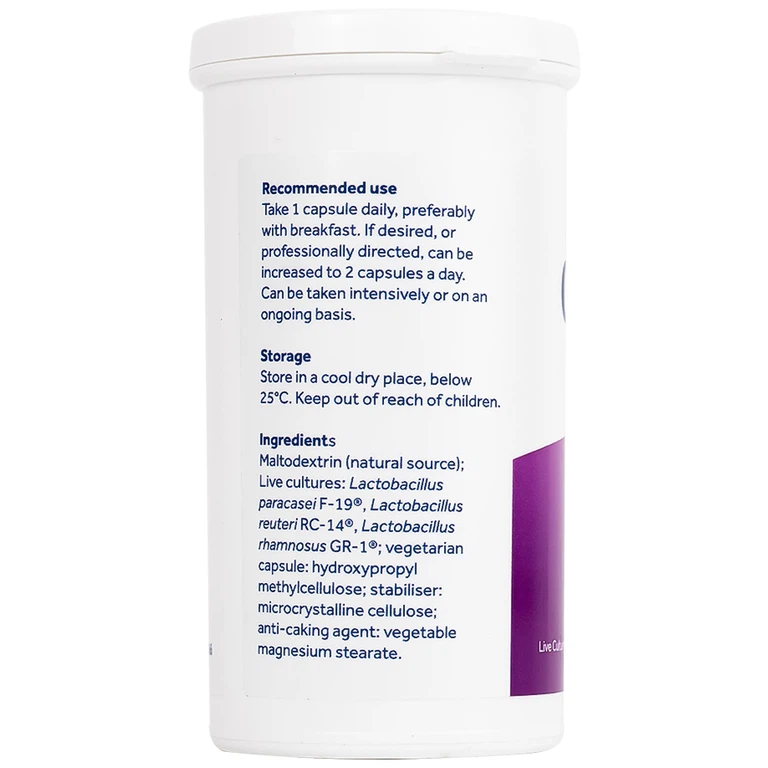 Recommended use
Take 1 capsule daily, preferably
with breakfast. If desired, or
professionally directed, can be
increased to 2 capsules a day.
Can be taken intensively or on an
ongoing basis.
Storage
Store in a cool dry place, below
25°C. Keep out of reach of children.
Ingredients
Maltodextrin (natural source);
Live cultures: Lactobacillus
paracasei F-19®, Lactobacillus
reuteri RC-14®, Lactobacillus
rhamnosus GR-1®; vegetarian
capsule: hydroxypropyl
methylcellulose; stabiliser:
microcrystalline cellulose;
anti-caking agent: vegetable
magnesium stearate.
Live